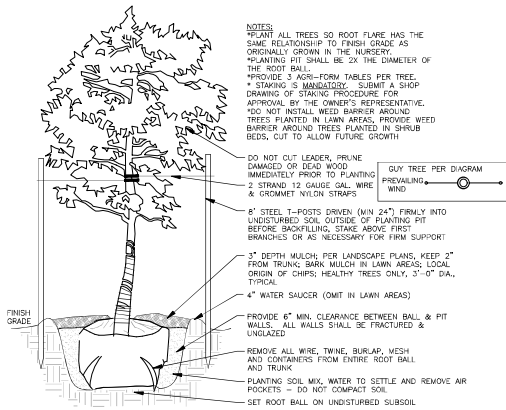 NOTES:
*PLANT ALL TREES SO ROOT FLARE HAS THE
SAME RELATIONSHIP TO FINISH GRADE AS
ORIGINALLY GROWN IN THE NURSERY.
*PLANTING PIT SHALL BE 2X THE DIAMETER OF
THE ROOT BALL.
*PROVIDE 3 AGRI-FORM TABLES PER TREE.
* STAKING IS MANDATORY.  SUBMIT A SHOP
DRAWING OF STAKING PROCEDURE FOR
APPROVAL BY THE OWNER'S REPRESENTATIVE.
*DO NOT INSTALL WEED BARRIER AROUND
TREES PLANTED IN LAWN AREAS, PROVIDE WEED
BARRIER AROUND TREES PLANTED IN SHRUB
BEDS, CUT TO ALLOW FUTURE GROWTH
DO NOT CUT LEADER, PRUNE
DAMAGED OR DEAD WOOD
IMMEDIATELY PRIOR TO PLANTING
GUY TREE PER DIAGRAM
PREVAILING
WIND
2 STRAND 12 GAUGE GAL. WIRE
& GROMMET NYLON STRAPS
8' STEEL T-POSTS DRIVEN (MIN 24") FIRMLY INTO
UNDISTURBED SOIL OUTSIDE OF PLANTING PIT
BEFORE BACKFILLING, STAKE ABOVE FIRST
BRANCHES OR AS NECESSARY FOR FIRM SUPPORT
3" DEPTH MULCH; PER LANDSCAPE PLANS, KEEP 2"
FROM TRUNK; BARK MULCH IN LAWN AREAS; LOCAL
ORIGIN OF CHIPS; HEALTHY TREES ONLY, 3'-0" DIA.,
TYPICAL
4" WATER SAUCER (OMIT IN LAWN AREAS)
FINISH
GRADE
PROVIDE 6" MIN. CLEARANCE BETWEEN BALL & PIT
WALLS.  ALL WALLS SHALL BE FRACTURED &
UNGLAZED
REMOVE ALL WIRE, TWINE, BURLAP, MESH
AND CONTAINERS FROM ENTIRE ROOT BALL
AND TRUNK
PLANTING SOIL MIX, WATER TO SETTLE AND REMOVE AIR
POCKETS - DO NOT COMPACT SOIL
SET ROOT BALL ON UNDISTURBED SUBSOIL